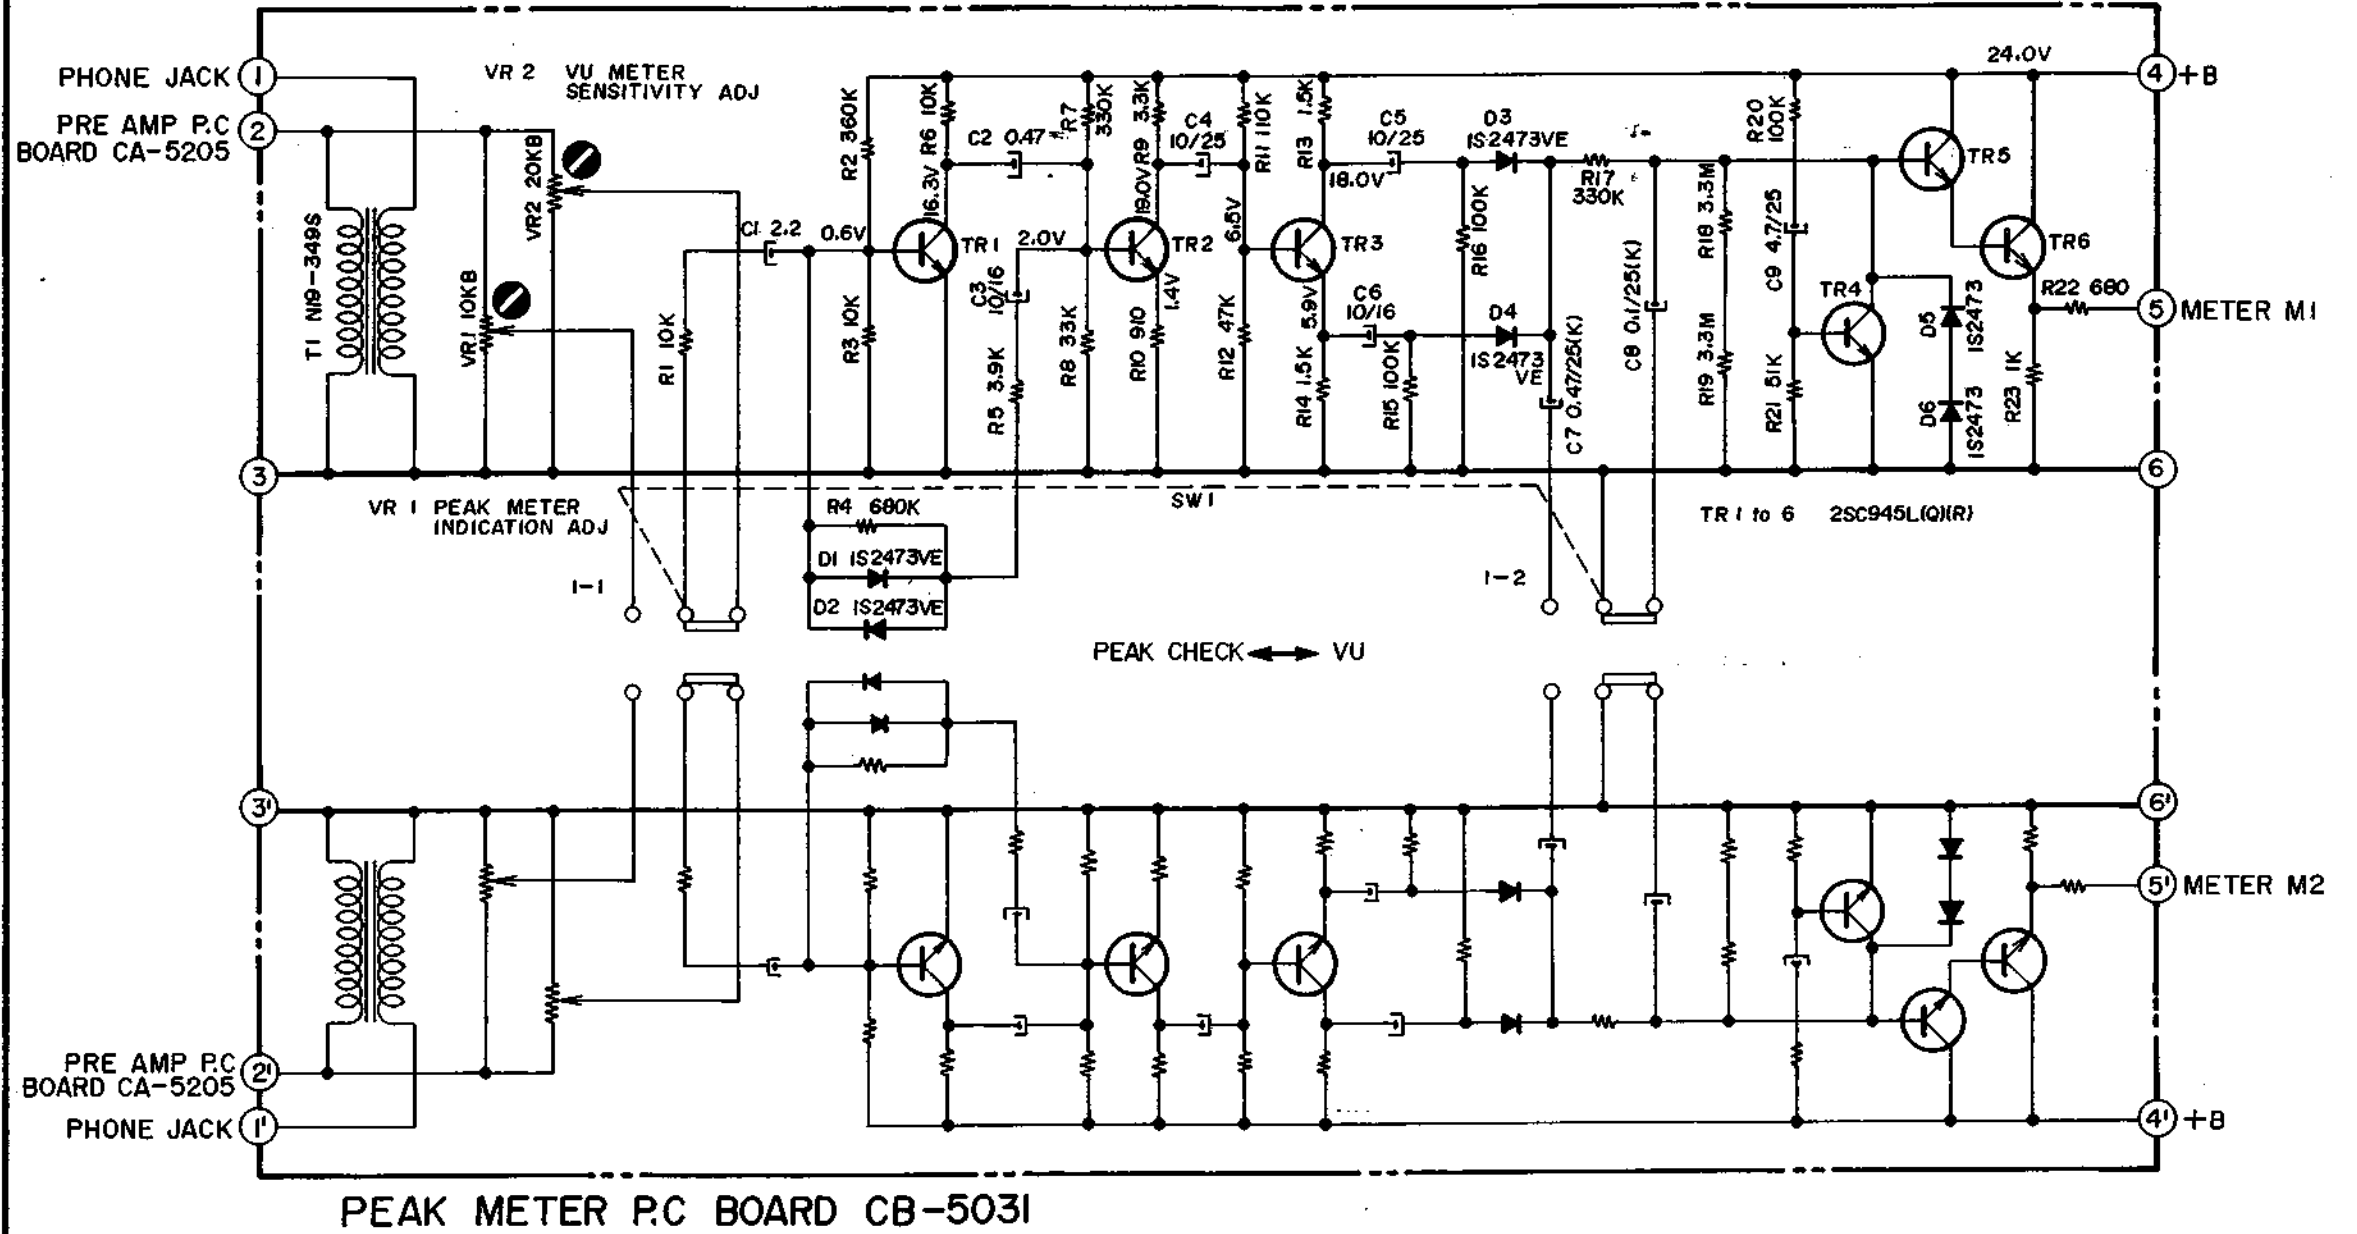 PHONE JACK 1
PRE AMP P.C 2
BOARD CA-5205
3
VR 2 VU METER
SENSITIVITY ADJ
T1 N19-349S
VR1 10KB
VR2 20KB
VR 1 PEAK METER
INDICATION ADJ
R1 10K
C1 2.2
0.6V
R2 360K
R3 10K
R6 10K
16.3V
TR1
C2 0.47
R7
330K
2.0V
C3
10/16
R5 3.9K
R8 33K
R9 3.3K
19.0V
TR2
1.4V
R10 910
C4
10/25
R11 110K
6.5V
R12 47K
R13 1.5K
18.0V
TR3
5.9V
R14 1.5K
C5
10/25
C6
10/16
R15 100K
R16 100K
D3
1S2473VE
D4
1S2473
VE
R17
330K
C7 0.47/25(K)
C8 0.1/25(K)
R18 3.3M
R19 3.3M
R20
100K
C9 4.7/25
R21 51K
TR4
TR5
TR6
D5
1S2473
D6
1S2473
R23 1K
R22 680
24.0V
4 +B
5 METER M1
6
SW1
R4 680K
D1 1S2473VE
D2 1S2473VE
1-1
1-2
TR 1 to 6 2SC945L(Q)(R)
PEAK CHECK VU
3'
6'
5' METER M2
PRE AMP P.C 2'
BOARD CA-5205
PHONE JACK 1'
4' +B
PEAK METER P.C BOARD CB-5031